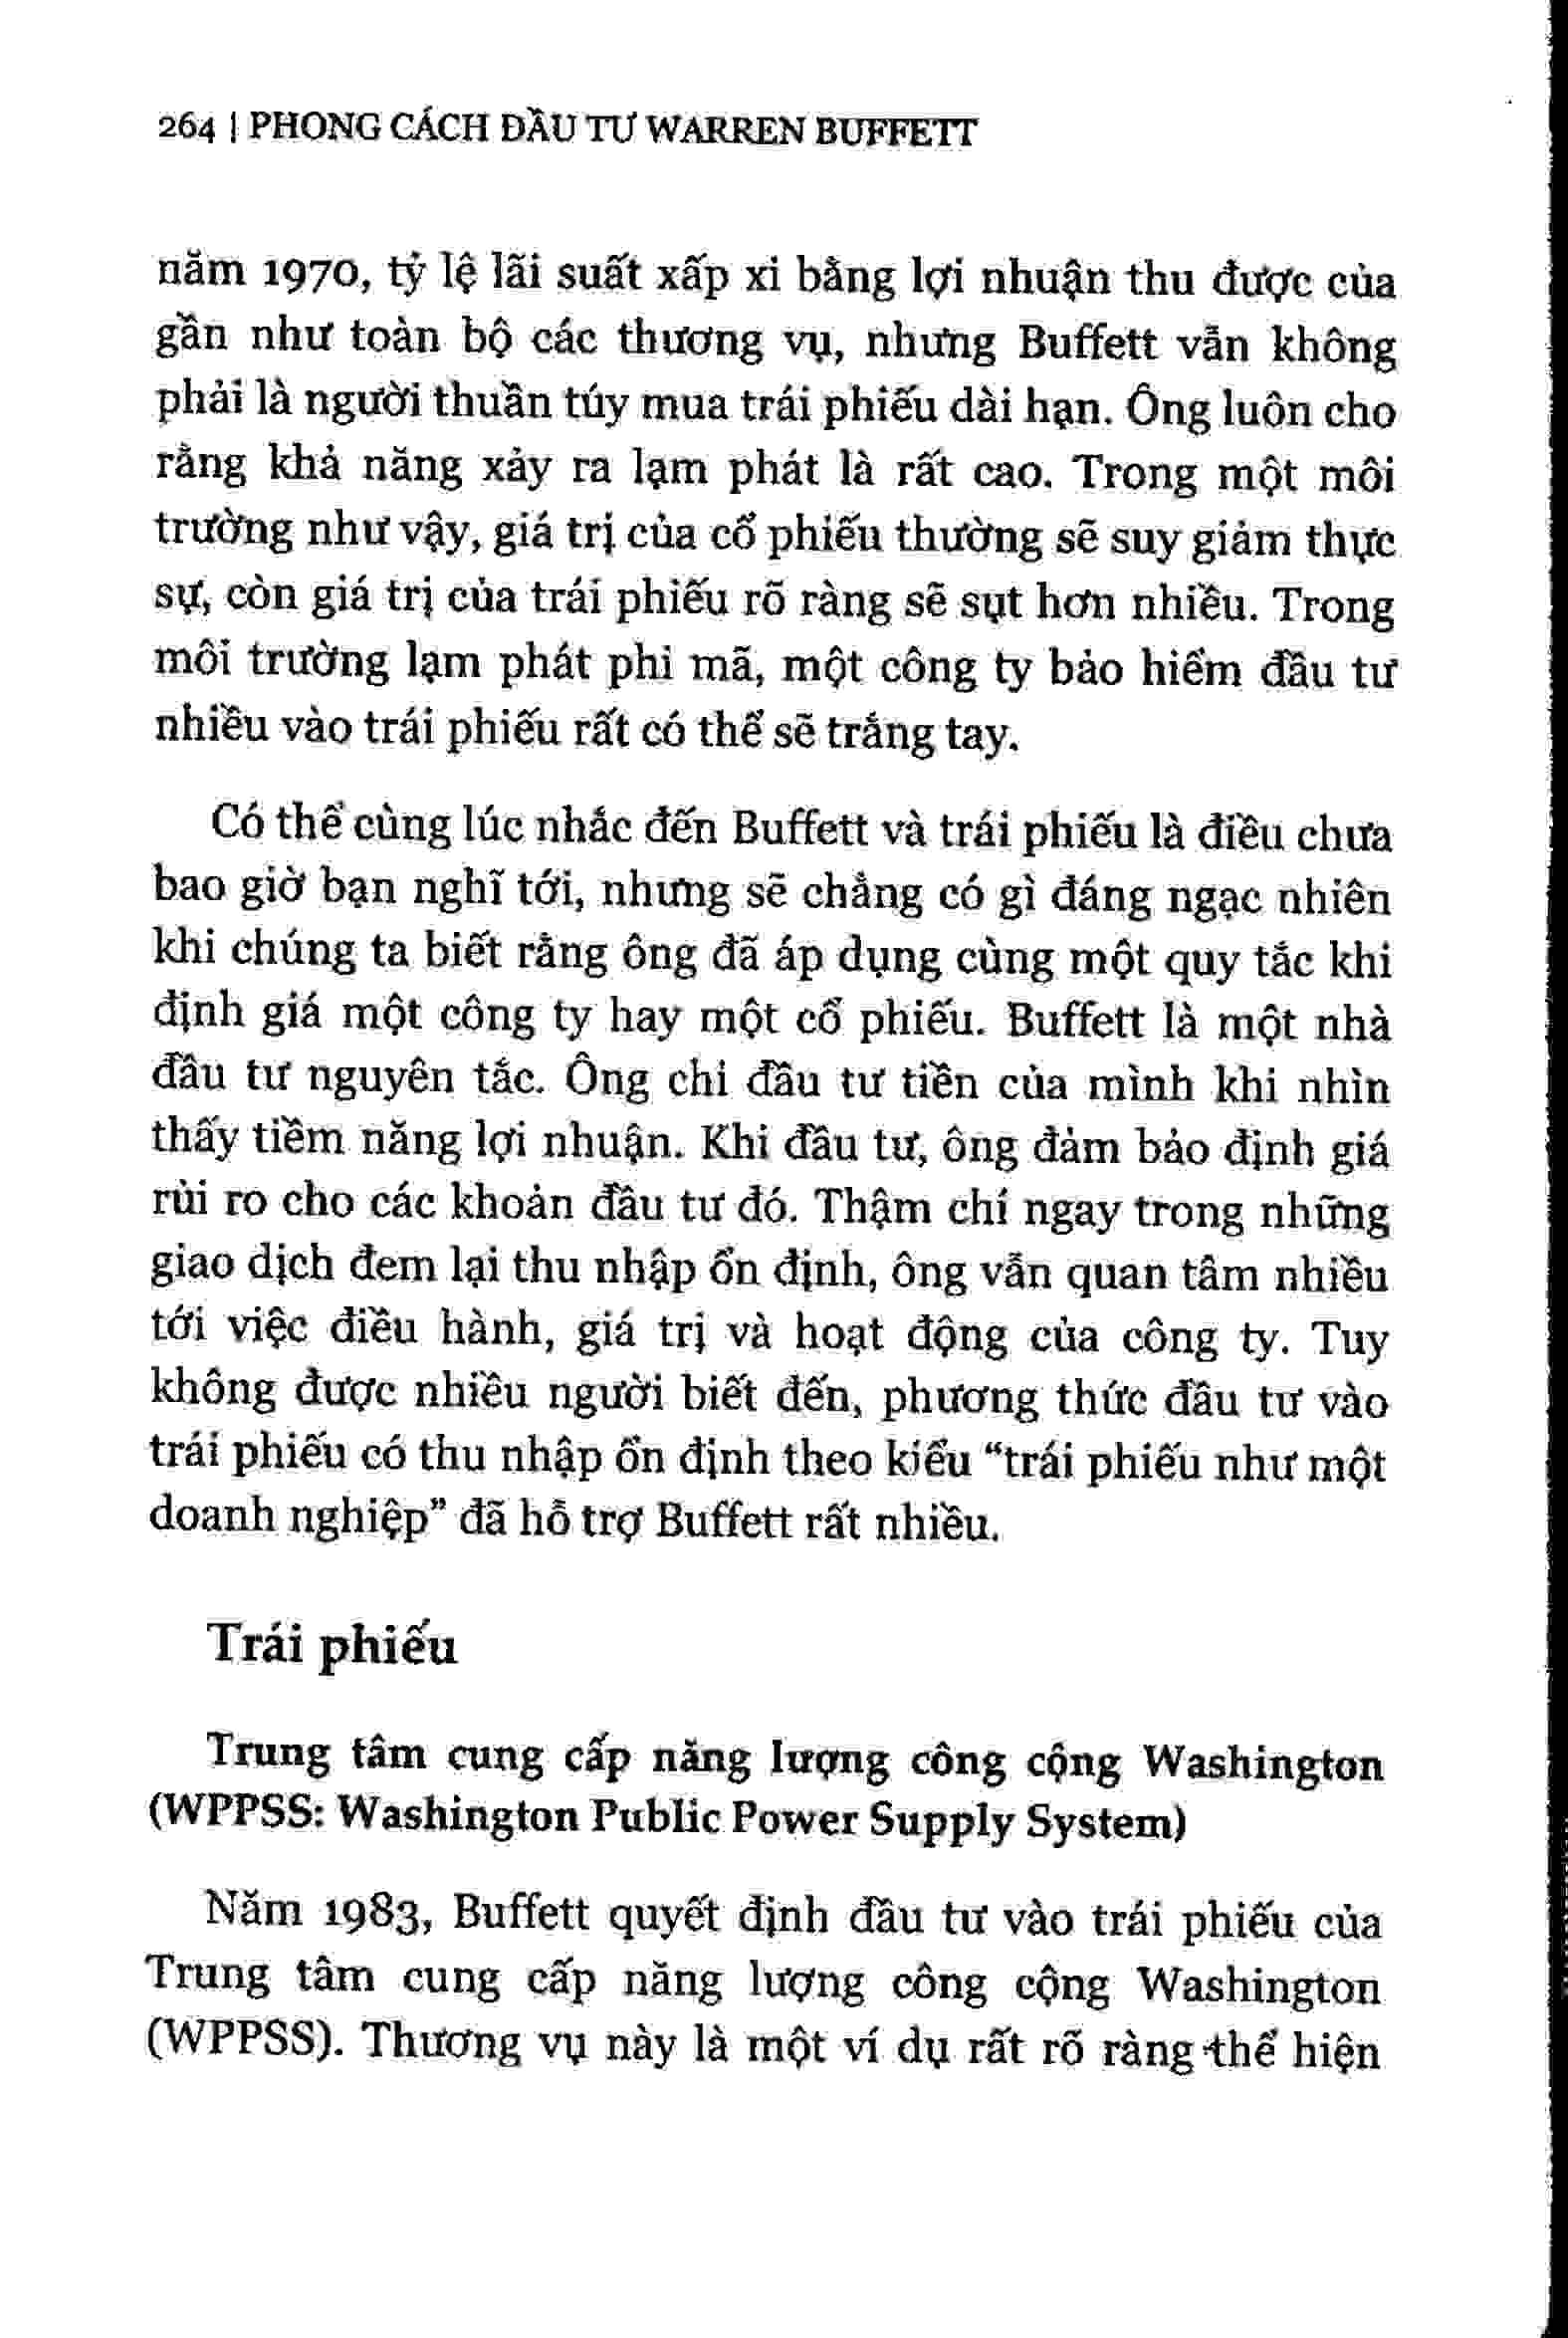 264 | PHONG CÁCH ĐẦU TƯ WARREN BUFFETT
năm 1970, tỷ lệ lãi suất xấp xỉ bằng lợi nhuận thu được của
gần như toàn bộ các thương vụ, nhưng Buffett vẫn không
phải là người thuần túy mua trái phiếu dài hạn. Ông luôn cho
rằng khả năng xảy ra lạm phát là rất cao. Trong một môi
trường như vậy, giá trị của cổ phiếu thường sẽ suy giảm thực
sự, còn giá trị của trái phiếu rõ ràng sẽ sụt hơn nhiều. Trong
môi trường lạm phát phi mã, một công ty bảo hiểm đầu tư
nhiều vào trái phiếu rất có thể sẽ trắng tay.
Có thể cùng lúc nhắc đến Buffett và trái phiếu là điều chưa
bao giờ bạn nghĩ tới, nhưng sẽ chẳng có gì đáng ngạc nhiên
khi chúng ta biết rằng ông đã áp dụng cùng một quy tắc khi
định giá một công ty hay một cổ phiếu. Buffett là một nhà
đầu tư nguyên tắc. Ông chỉ đầu tư tiền của mình khi nhìn
thấy tiềm năng lợi nhuận. Khi đầu tư, ông đảm bảo định giá
rủi ro cho các khoản đầu tư đó. Thậm chí ngay trong những
giao dịch đem lại thu nhập ổn định, ông vẫn quan tâm nhiều
tới việc điều hành, giá trị và hoạt động của công ty. Tuy
không được nhiều người biết đến, phương thức đầu tư vào
trái phiếu có thu nhập ổn định theo kiểu “trái phiếu như một
doanh nghiệp” đã hỗ trợ Buffett rất nhiều.
Trái phiếu
Trung tâm cung cấp năng lượng công cộng Washington
(WPPSS: Washington Public Power Supply System)
Năm 1983, Buffett quyết định đầu tư vào trái phiếu của
Trung tâm cung cấp năng lượng công cộng Washington
(WPPSS). Thương vụ này là một ví dụ rất rõ ràng thể hiện